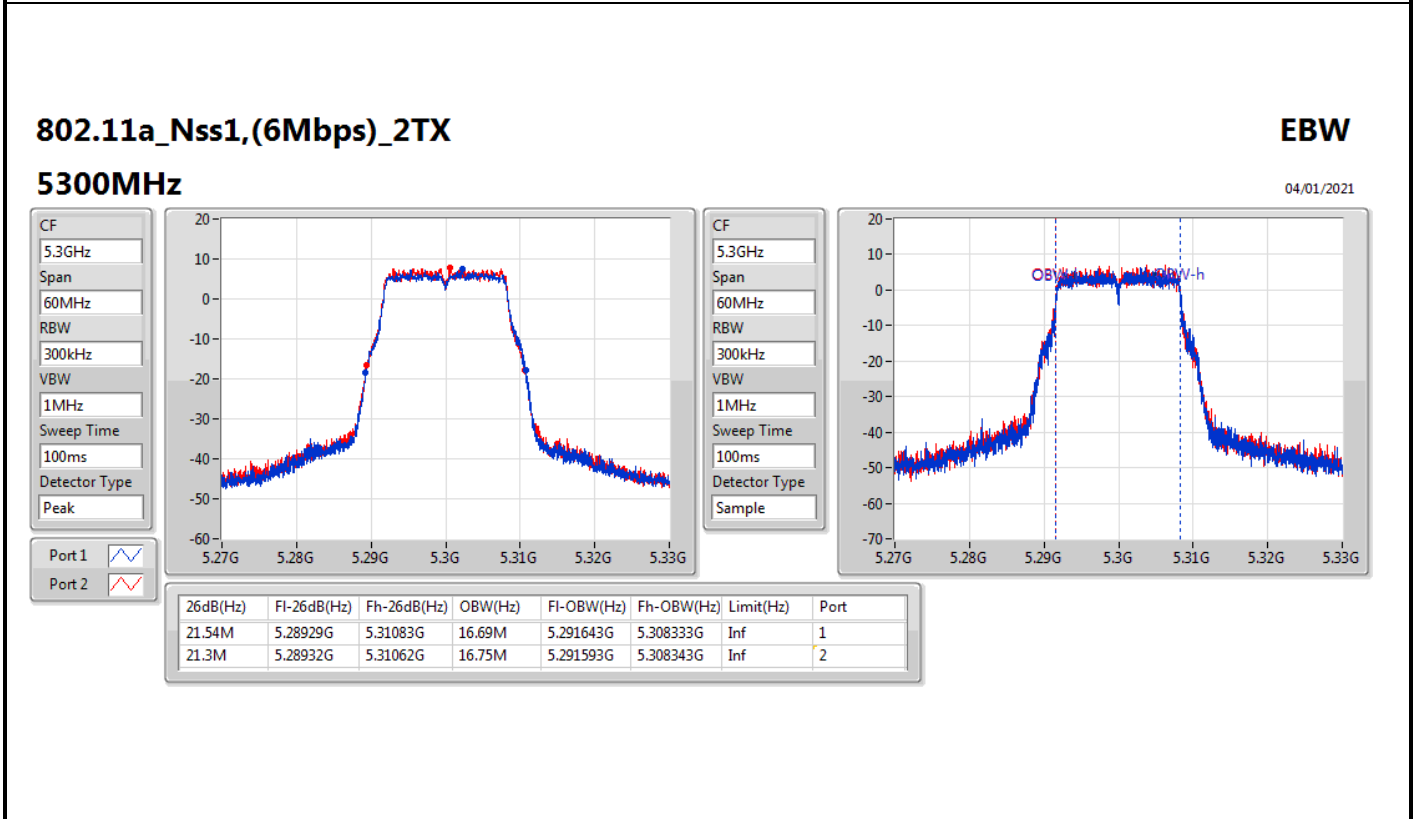 802.11a_Nss1,(6Mbps)_2TX
EBW
5300MHz
04/01/2021
CF
5.3GHz
Span
60MHz
RBW
300kHz
VBW
1MHz
Sweep Time
100ms
Detector Type
Peak
Port 1
Port 2
20
10
0
-10
-20
-30
-40
-50
-60
5.27G 5.28G 5.29G 5.3G 5.31G 5.32G 5.33G
CF
5.3GHz
Span
60MHz
RBW
300kHz
VBW
1MHz
Sweep Time
100ms
Detector Type
Sample
20
10
0
-10
-20
-30
-40
-50
-60
-70
5.27G 5.28G 5.29G 5.3G 5.31G 5.32G 5.33G
26dB(Hz) Fl-26dB(Hz) Fh-26dB(Hz) OBW(Hz) Fl-OBW(Hz) Fh-OBW(Hz) Limit(Hz) Port
21.54M 5.28929G 5.31083G 16.69M 5.291643G 5.308333G Inf 1
21.3M 5.28932G 5.31062G 16.75M 5.291593G 5.308343G Inf 2